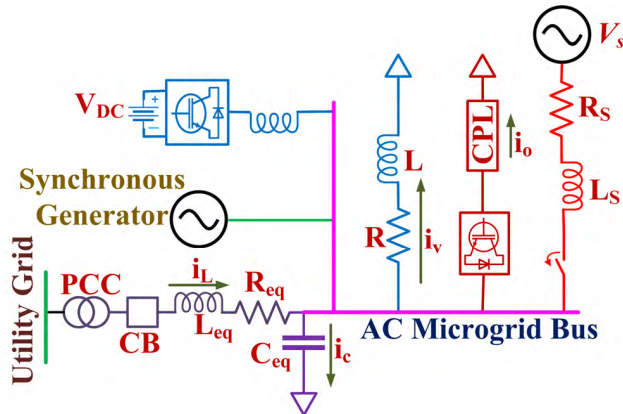 V_DC
+
−
Synchronous
Generator
Utility Grid
PCC
CB
i_L
L_eq
R_eq
C_eq
i_c
AC Microgrid Bus
L
R
i_v
CPL
i_o
V_s
R_S
L_S